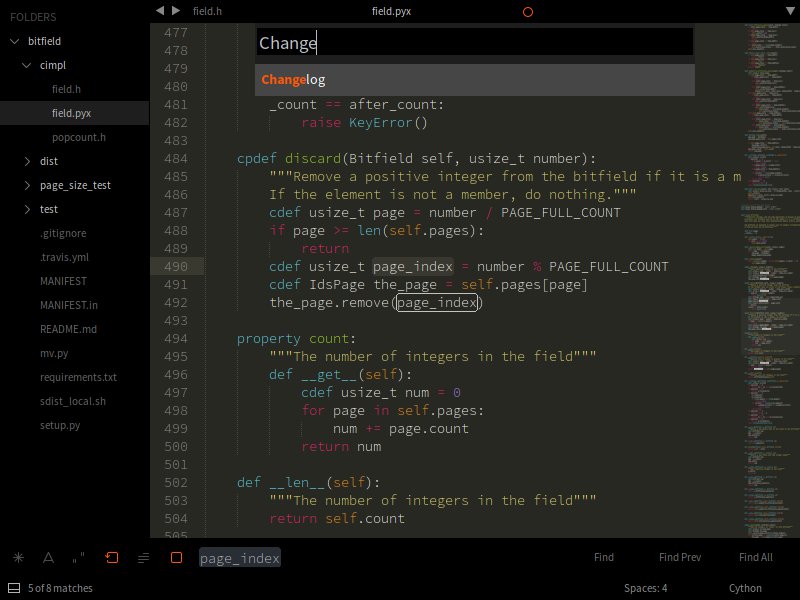 FOLDERS
bitfield
cimpl
field.h
field.pyx
popcount.h
dist
page_size_test
test
.gitignore
.travis.yml
MANIFEST
MANIFEST.in
README.md
mv.py
requirements.txt
sdist_local.sh
setup.py
field.h
field.pyx
Change
Changelog
477
478
479
480
481 _count == after_count:
482 raise KeyError()
483
484 cpdef discard(Bitfield self, usize_t number):
485 """Remove a positive integer from the bitfield if it is a m
486 If the element is not a member, do nothing."""
487 cdef usize_t page = number / PAGE_FULL_COUNT
488 if page >= len(self.pages):
489 return
490 cdef usize_t page_index = number % PAGE_FULL_COUNT
491 cdef IdsPage the_page = self.pages[page]
492 the_page.remove(page_index)
493
494 property count:
495 """The number of integers in the field"""
496 def __get__(self):
497 cdef usize_t num = 0
498 for page in self.pages:
499 num += page.count
500 return num
501
502 def __len__(self):
503 """The number of integers in the field"""
504 return self.count
505
page_index
Find
Find Prev
Find All
5 of 8 matches
Spaces: 4
Cython